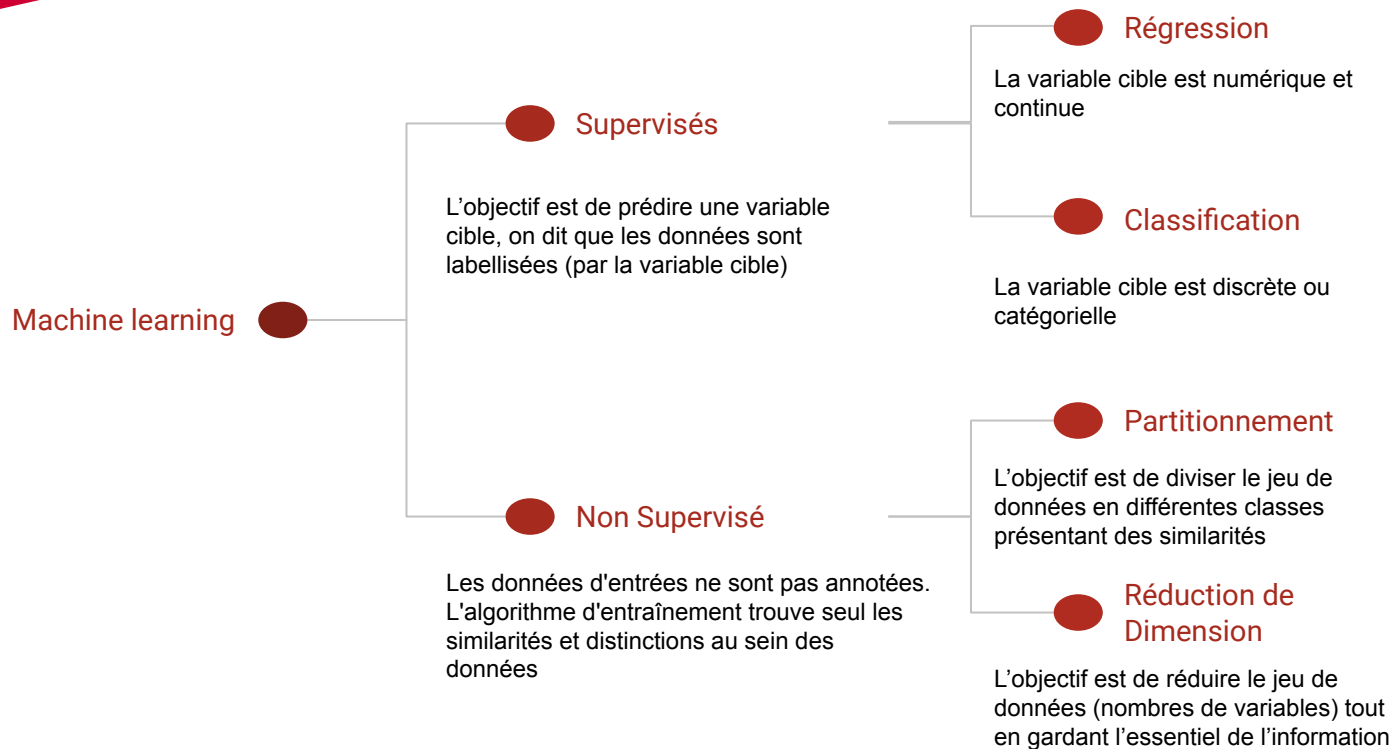 Machine learning
Supervisés
L’objectif est de prédire une variable
cible, on dit que les données sont
labellisées (par la variable cible)
Régression
La variable cible est numérique et
continue
Classification
La variable cible est discrète ou
catégorielle
Non Supervisé
Les données d'entrées ne sont pas annotées.
L'algorithme d'entraînement trouve seul les
similarités et distinctions au sein des
données
Partitionnement
L’objectif est de diviser le jeu de
données en différentes classes
présentant des similarités
Réduction de
Dimension
L’objectif est de réduire le jeu de
données (nombres de variables) tout
en gardant l’essentiel de l’information